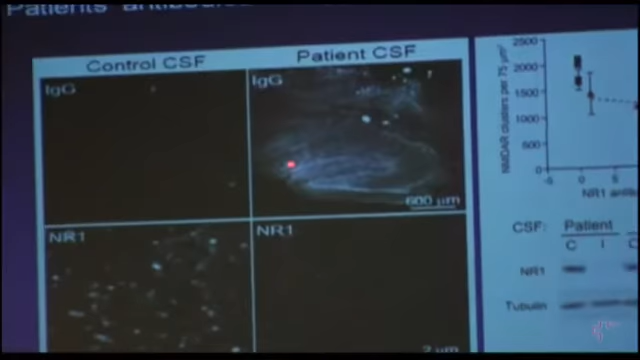 Patients' antibodies
Control CSF
Patient CSF
IgG
IgG
600 µm
NR1
NR1
2 µm
NMDAR clusters per 75 µm²
2500
2000
1500
1000
500
0
-5
0
5
NR1
CSF:
Patient
C
I
C
NR1
Tubulin